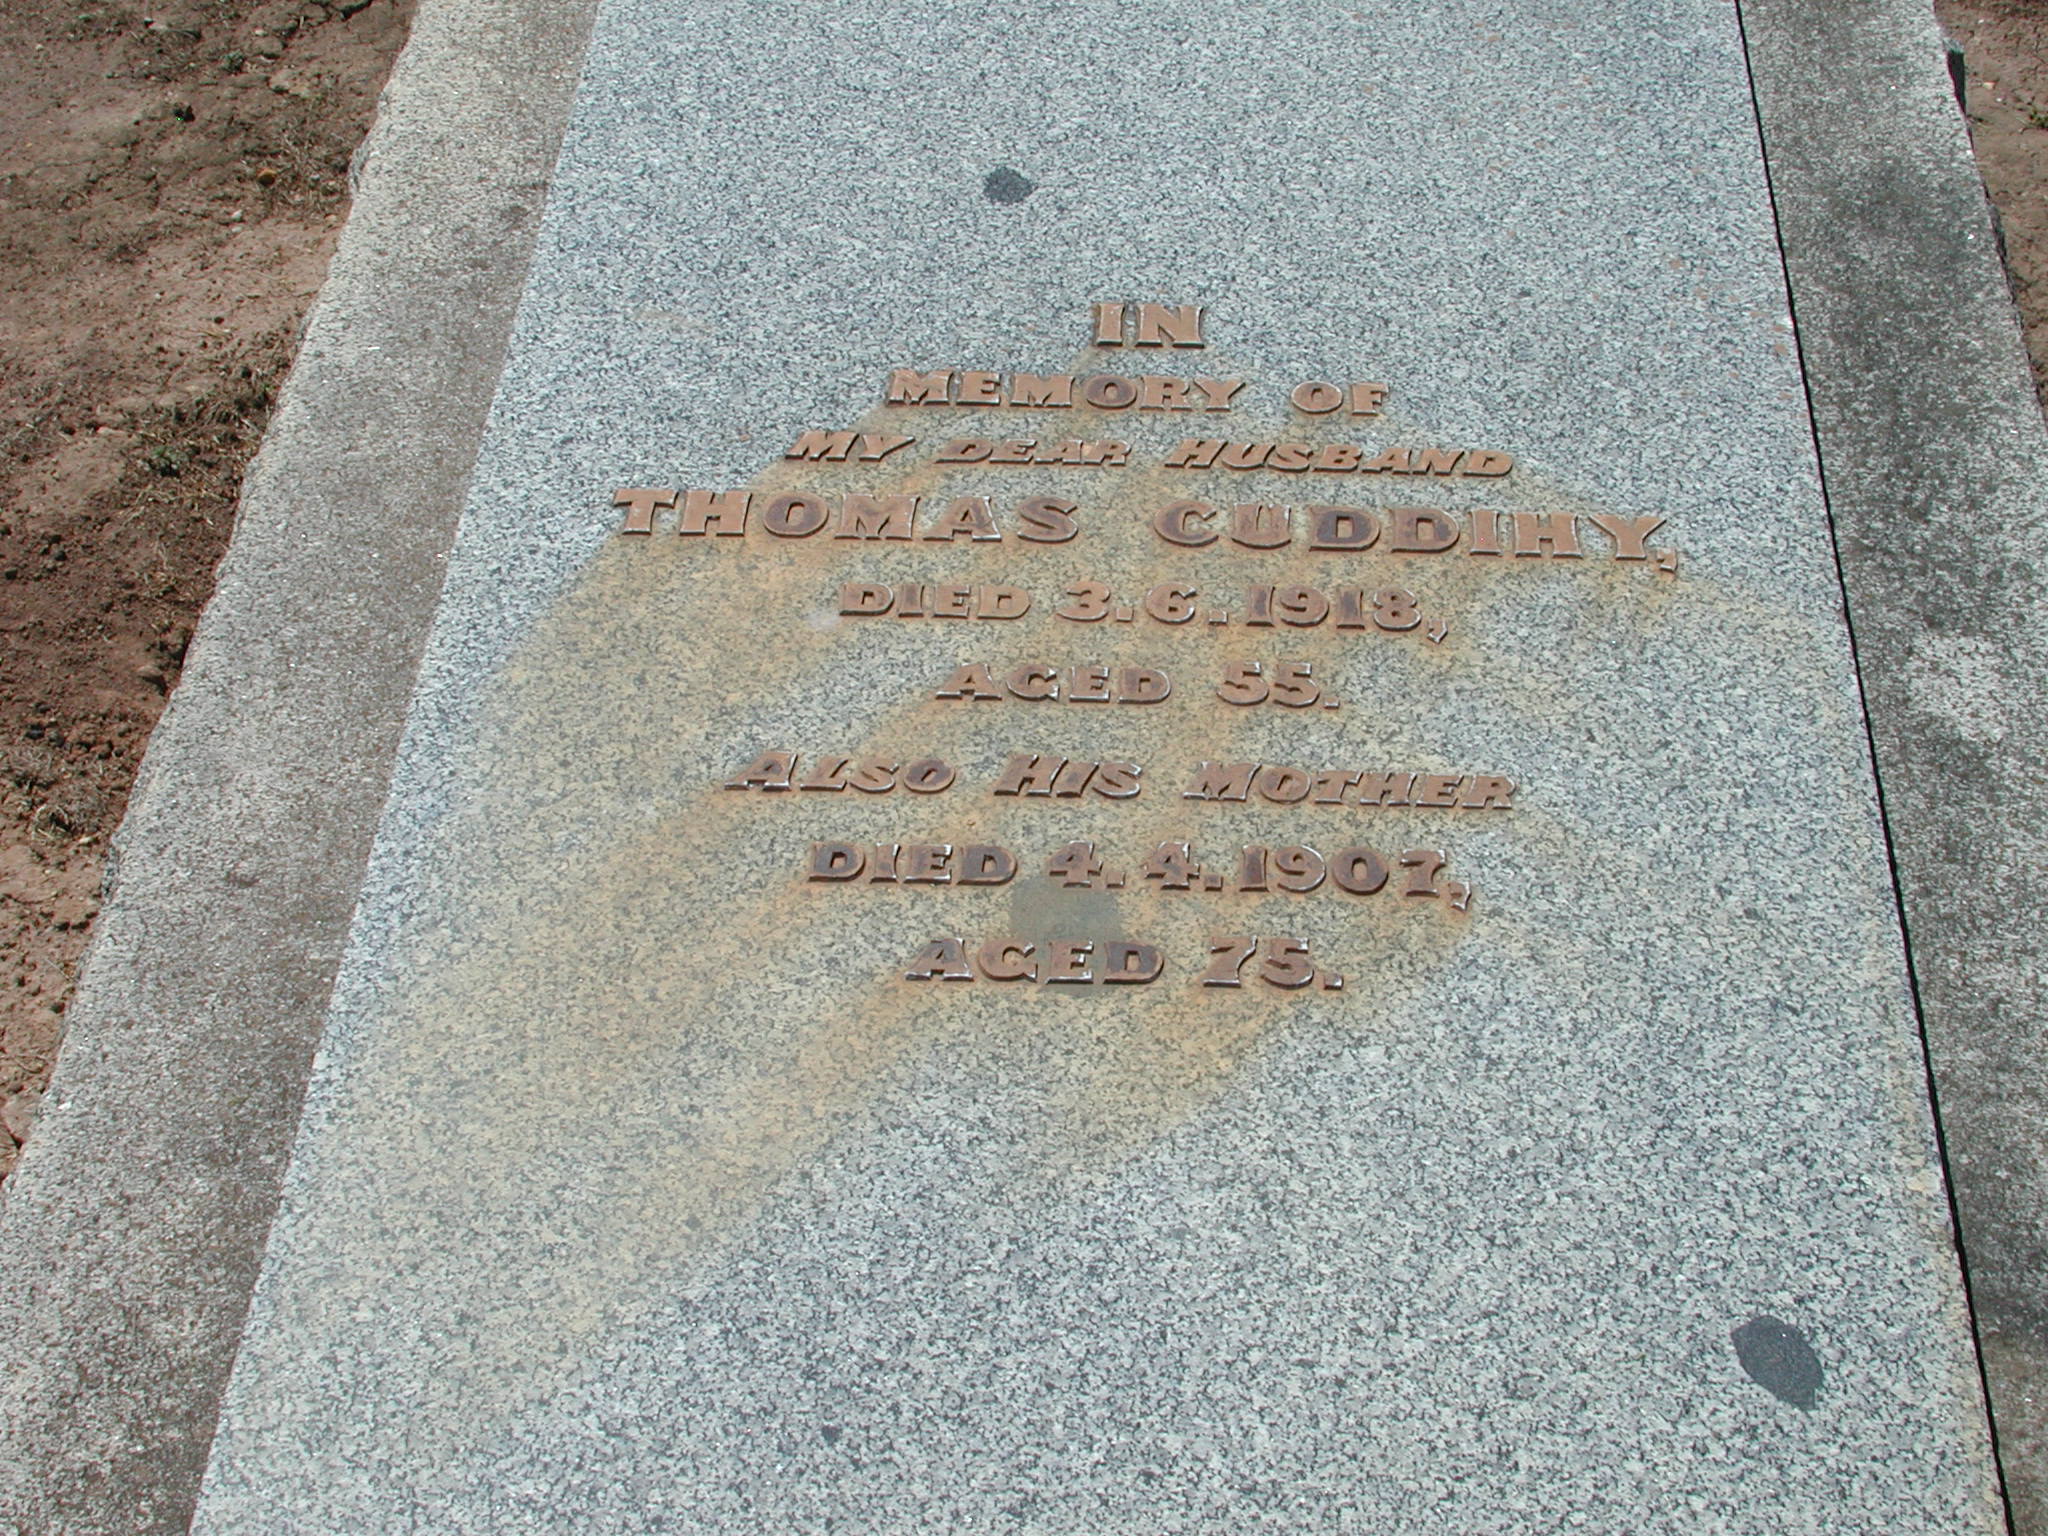 IN
MEMORY OF
MY DEAR HUSBAND
THOMAS CUDDIHY,
DIED 3.6.1918,
AGED 55.
ALSO HIS MOTHER
DIED 4.4.1907,
AGED 75.